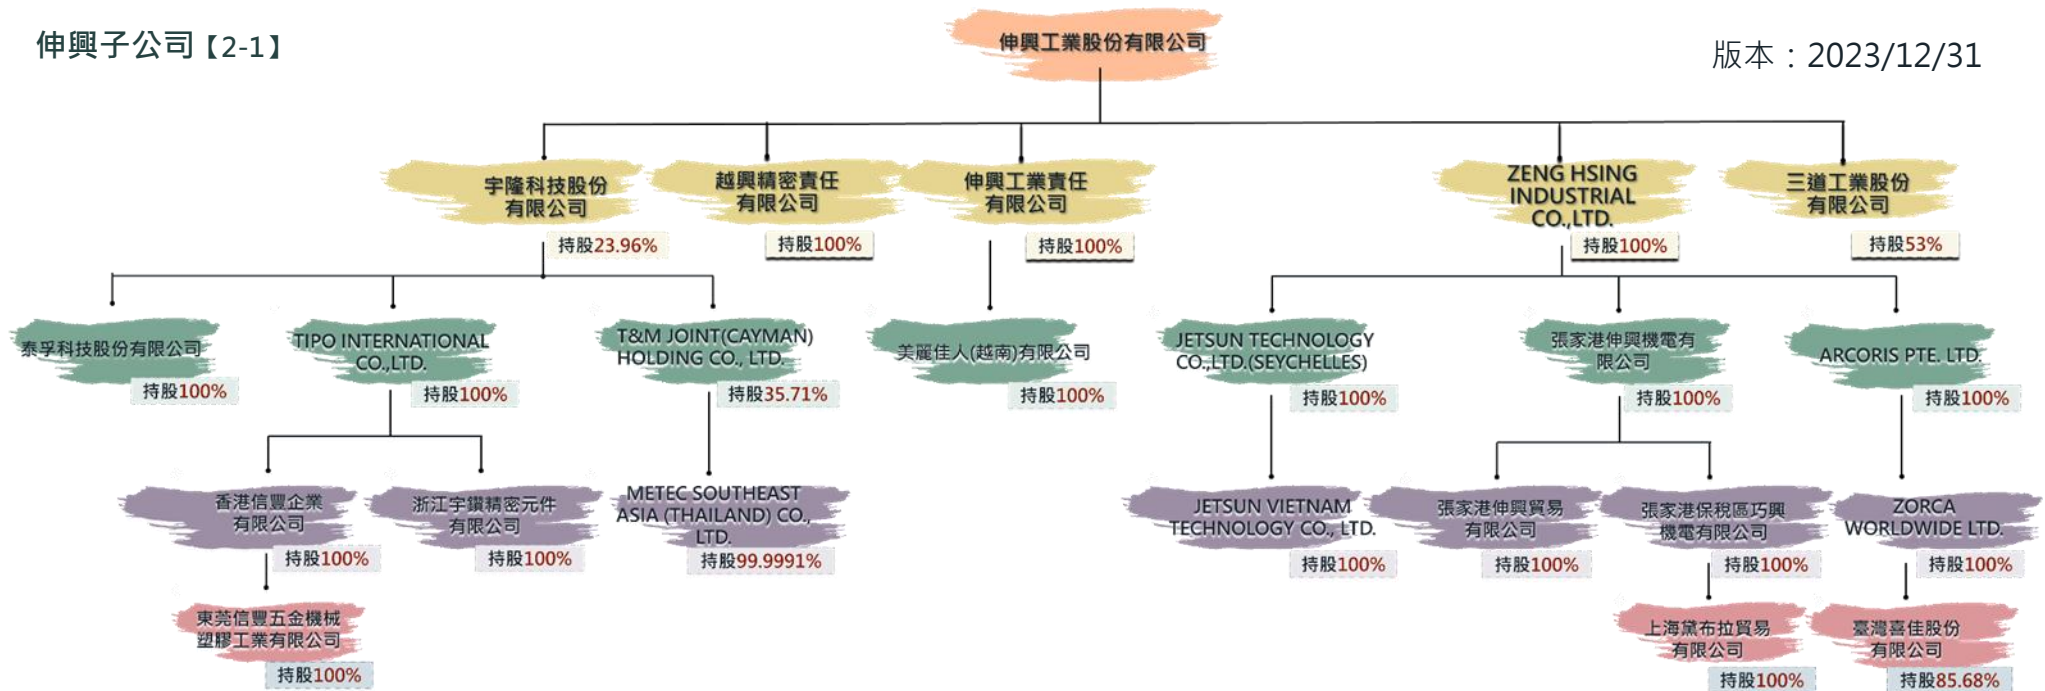 伸興子公司【2-1】
伸興工業股份有限公司
版本：2023/12/31
宇隆科技股份
有限公司
持股23.96%
越興精密責任
有限公司
持股100%
伸興工業責任
有限公司
持股100%
ZENG HSING
INDUSTRIAL
CO.,LTD.
持股100%
三道工業股份
有限公司
持股53%
泰孚科技股份有限公司
持股100%
TIPO INTERNATIONAL
CO.,LTD.
持股100%
T&M JOINT(CAYMAN)
HOLDING CO., LTD.
持股35.71%
美麗佳人(越南)有限公司
持股100%
JETSUN TECHNOLOGY
CO.,LTD.(SEYCHELLES)
持股100%
張家港伸興機電有
限公司
持股100%
ARCORIS PTE. LTD.
持股100%
香港信豐企業
有限公司
持股100%
浙江宇鑽精密元件
有限公司
持股100%
METEC SOUTHEAST
ASIA (THAILAND) CO.,
LTD.
持股99.9991%
JETSUN VIETNAM
TECHNOLOGY CO., LTD.
持股100%
張家港伸興貿易
有限公司
持股100%
張家港保稅區巧興
機電有限公司
持股100%
ZORCA
WORLDWIDE LTD.
持股100%
東莞信豐五金機械
塑膠工業有限公司
持股100%
上海黛布拉貿易
有限公司
持股100%
臺灣喜佳股份
有限公司
持股85.68%